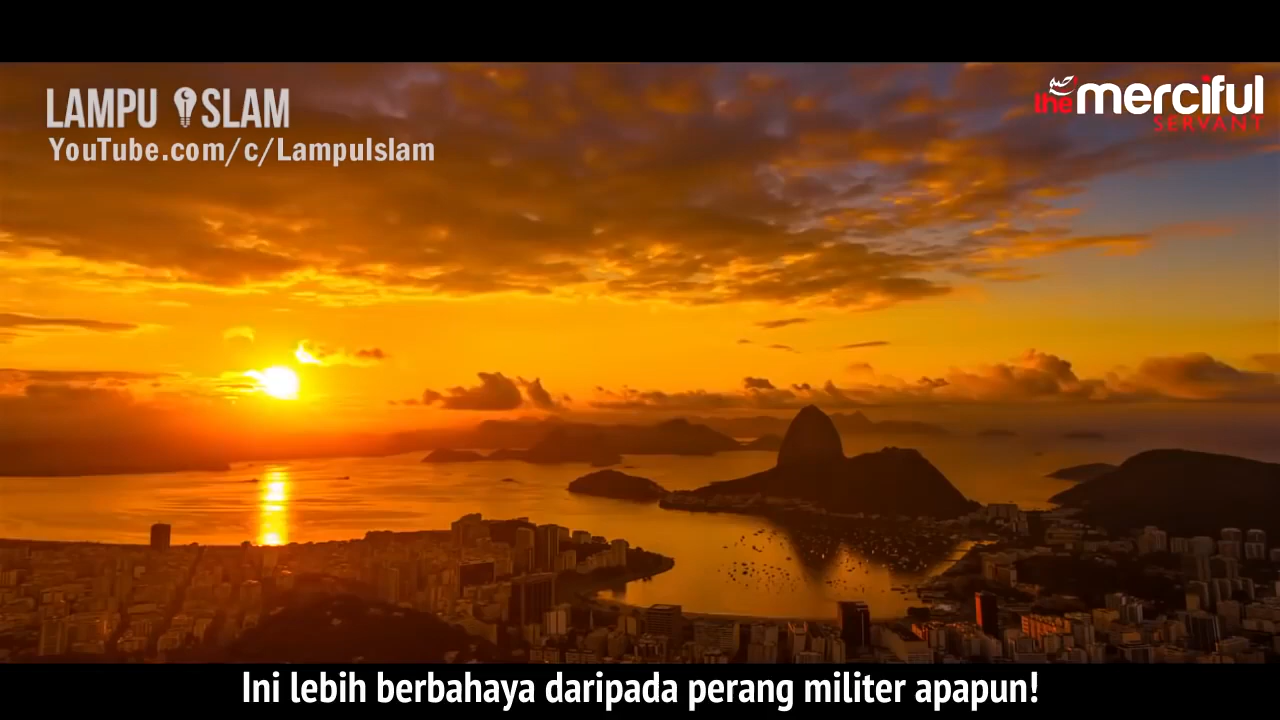 LAMPU ISLAM
YouTube.com/c/LampuIslam
the merciful
SERVANT
Ini lebih berbahaya daripada perang militer apapun!